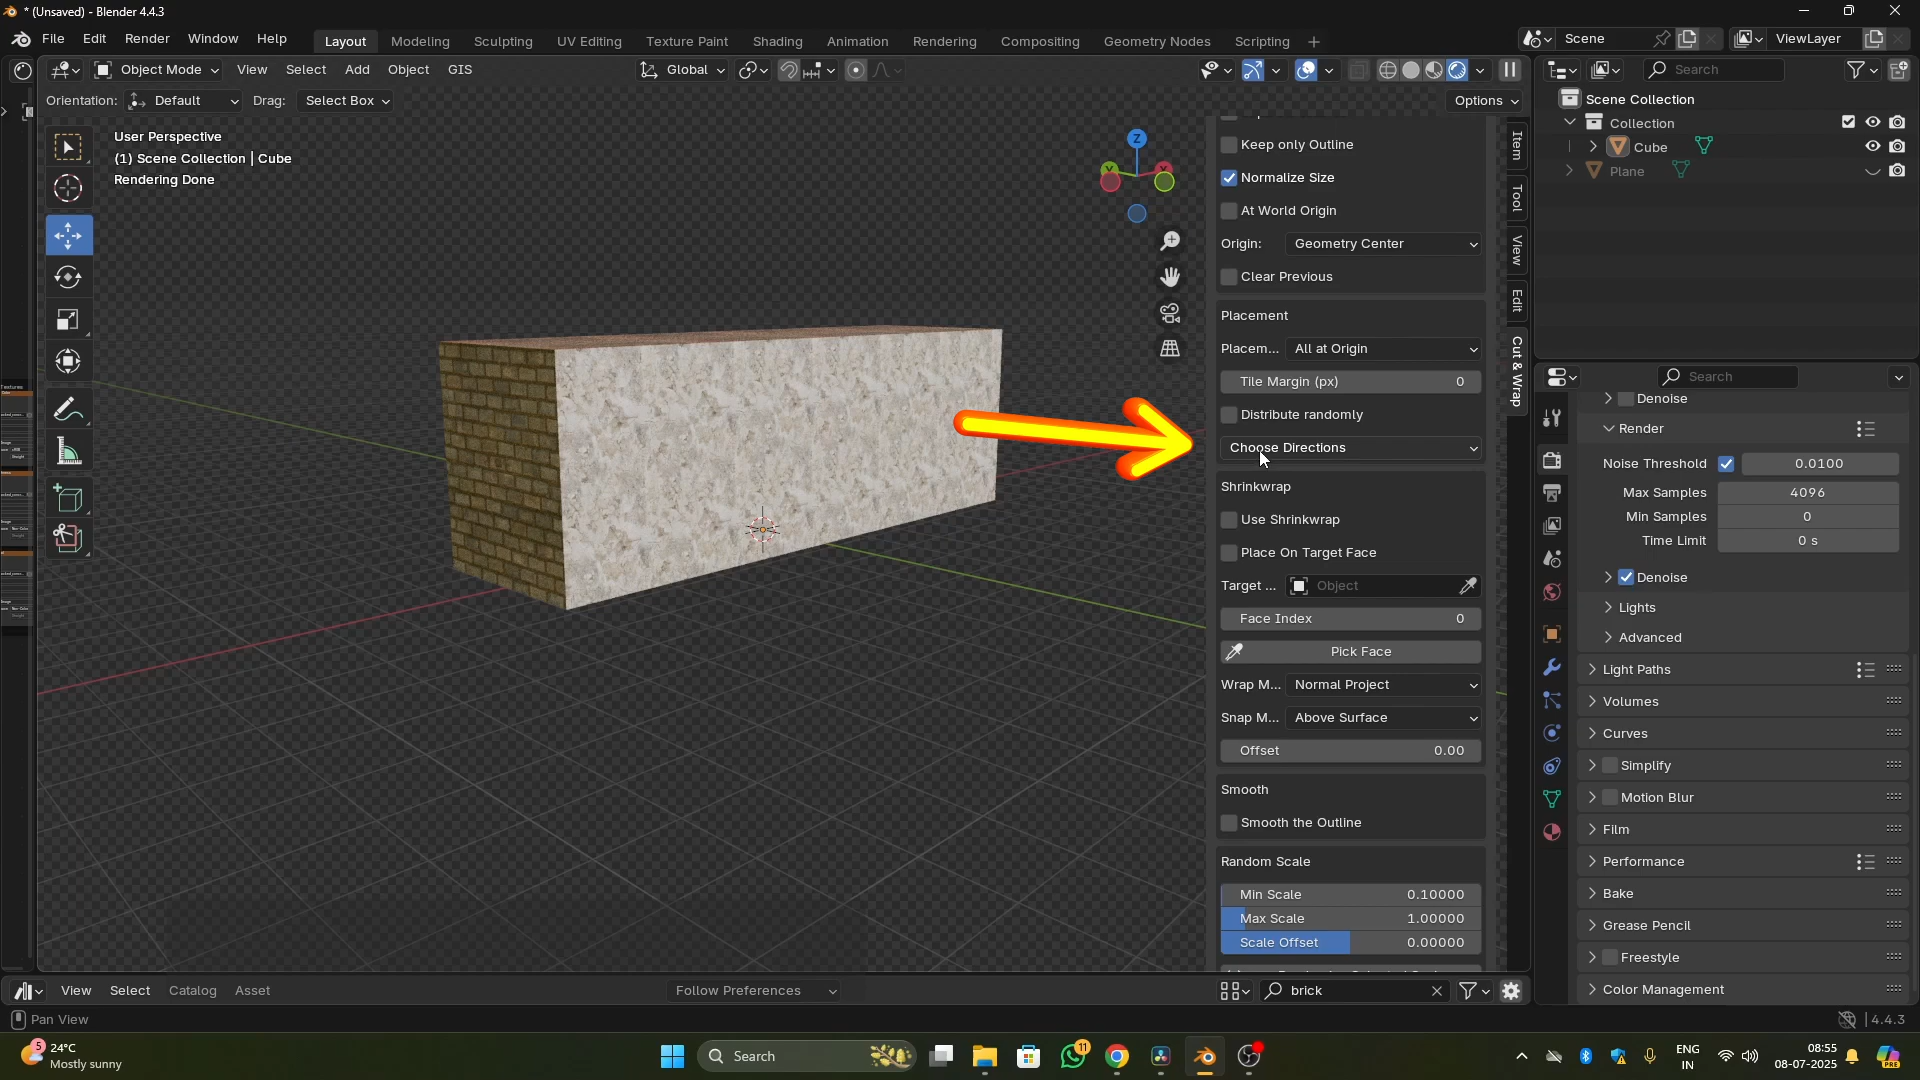 * (Unsaved) - Blender 4.4.3
File Edit Render Window Help
Layout Modeling Sculpting UV Editing Texture Paint Shading Animation Rendering Compositing Geometry Nodes Scripting +
Scene
ViewLayer
Object Mode View Select Add Object GIS
Global
Search
Orientation: Default Drag: Select Box
Options
User Perspective
(1) Scene Collection | Cube
Rendering Done
Z
Keep only Outline
Normalize Size
At World Origin
Origin: Geometry Center
Clear Previous
Placement
Placem... All at Origin
Tile Margin (px) 0
Distribute randomly
Choose Directions
Shrinkwrap
Use Shrinkwrap
Place On Target Face
Target ... Object
Face Index 0
Pick Face
Wrap M... Normal Project
Snap M... Above Surface
Offset 0.00
Smooth
Smooth the Outline
Random Scale
Min Scale 0.10000
Max Scale 1.00000
Scale Offset 0.00000
Item
Tool
View
Edit
Cut & Wrap
Scene Collection
Collection
Cube
Plane
Search
Denoise
Render
Noise Threshold 0.0100
Max Samples 4096
Min Samples 0
Time Limit 0 s
Denoise
Lights
Advanced
Light Paths
Volumes
Curves
Simplify
Motion Blur
Film
Performance
Bake
Grease Pencil
Freestyle
Color Management
View Select Catalog Asset
Follow Preferences
brick
Pan View
4.4.3
5
24°C
Mostly sunny
Search
11
ENG
IN
08:55
08-07-2025
PRE